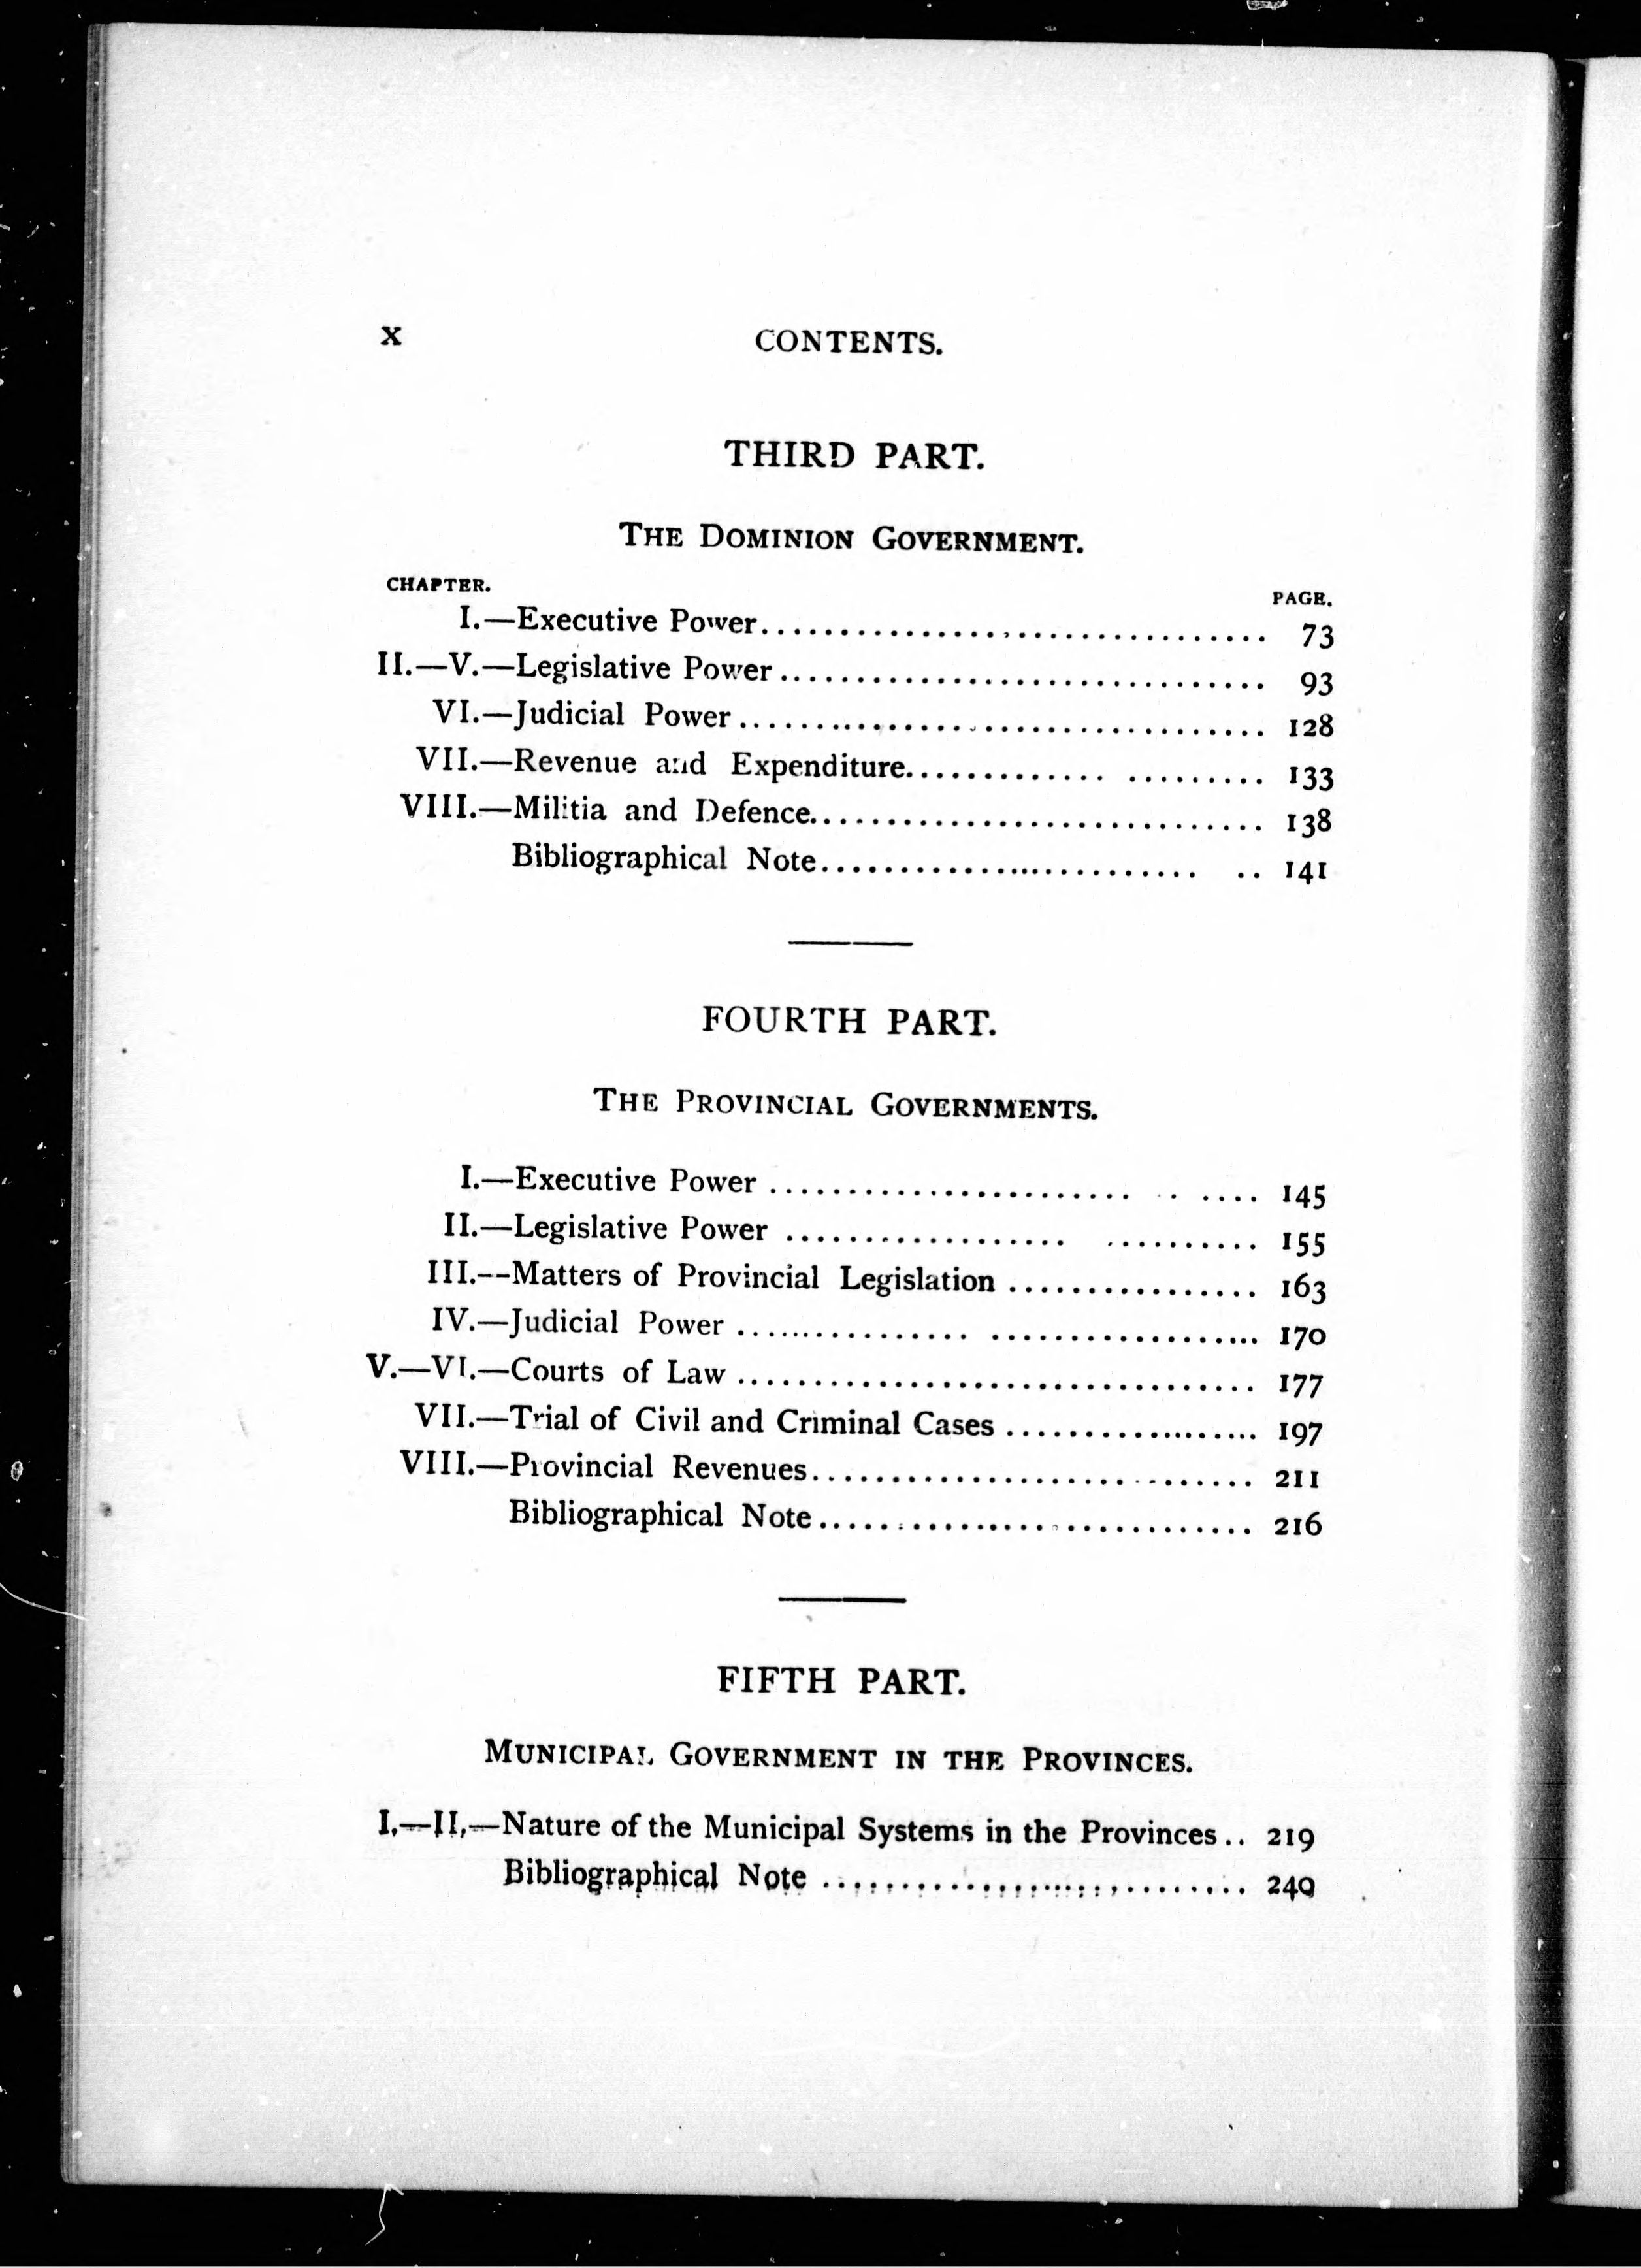 x CONTENTS.
THIRD PART.
THE DOMINION GOVERNMENT.
CHAPTER. PAGE.
I.—Executive Power................................. 73
II.—V.—Legislative Power................................ 93
VI.—Judicial Power.................................. 128
VII.—Revenue and Expenditure............. ......... 133
VIII.—Militia and Defence............................. 138
Bibliographical Note......................... .. 141
FOURTH PART.
THE PROVINCIAL GOVERNMENTS.
I.—Executive Power ........................ . .... 145
II.—Legislative Power .................. .......... 155
III.--Matters of Provincial Legislation ................ 163
IV.—Judicial Power ............... .................. 170
V.—VI.—Courts of Law .................................. 177
VII.—Trial of Civil and Criminal Cases ................. 197
VIII.—Provincial Revenues............................. 211
Bibliographical Note............................ 216
FIFTH PART.
MUNICIPAL GOVERNMENT IN THE PROVINCES.
I.—II.—Nature of the Municipal Systems in the Provinces.. 219
Bibliographical Note ............................ 240